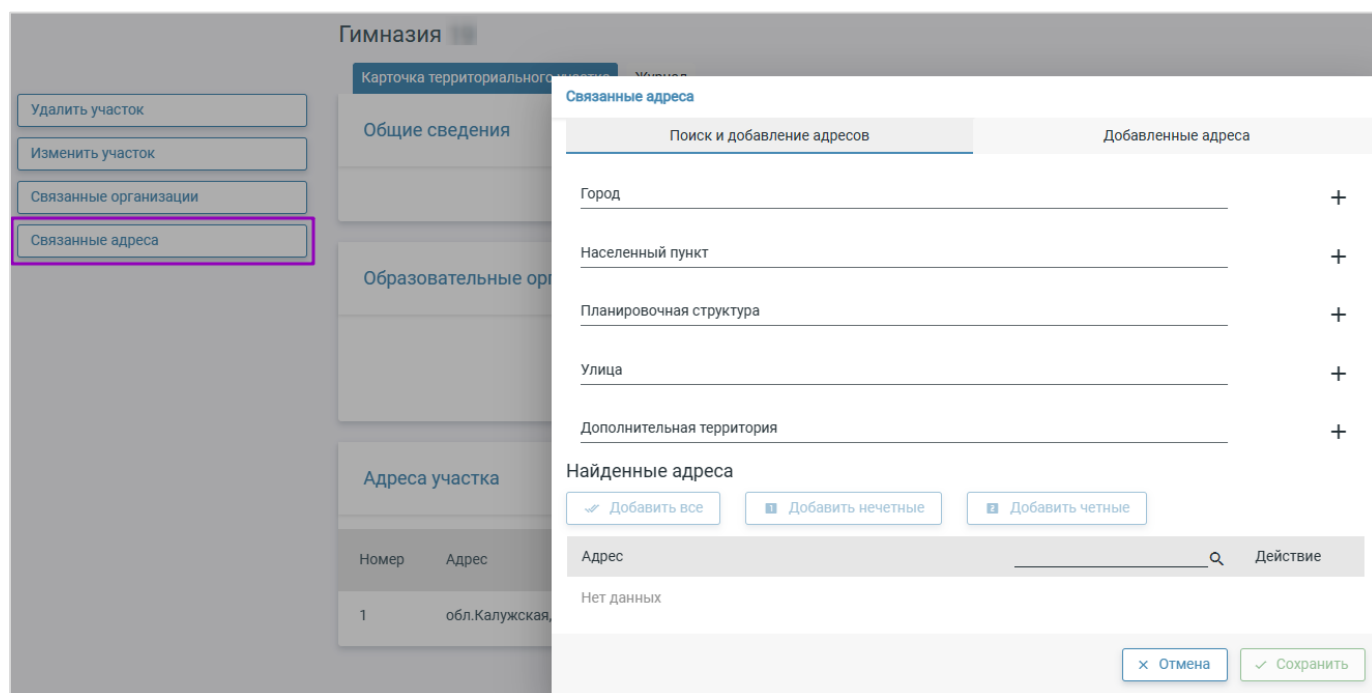 Гимназия
Карточка территориального
Удалить участок
Изменить участок
Связанные организации
Связанные адреса
Общие сведения
Образовательные орг
Адреса участка
Номер Адрес
1 обл.Калужская,
Связанные адреса
Поиск и добавление адресов Добавленные адреса
Город
Населенный пункт
Планировочная структура
Улица
Дополнительная территория
Найденные адреса
Добавить все 1 Добавить нечетные 2 Добавить четные
Адрес Действие
Нет данных
Отмена Сохранить